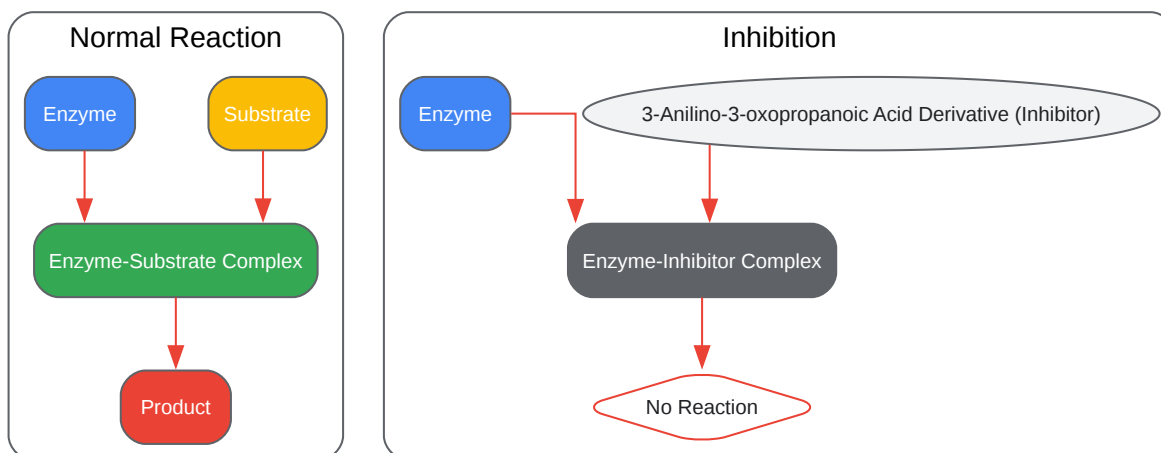 Normal Reaction
Enzyme
Substrate
Enzyme-Substrate Complex
Product
Inhibition
Enzyme
3-Anilino-3-oxopropanoic Acid Derivative (Inhibitor)
Enzyme-Inhibitor Complex
No Reaction